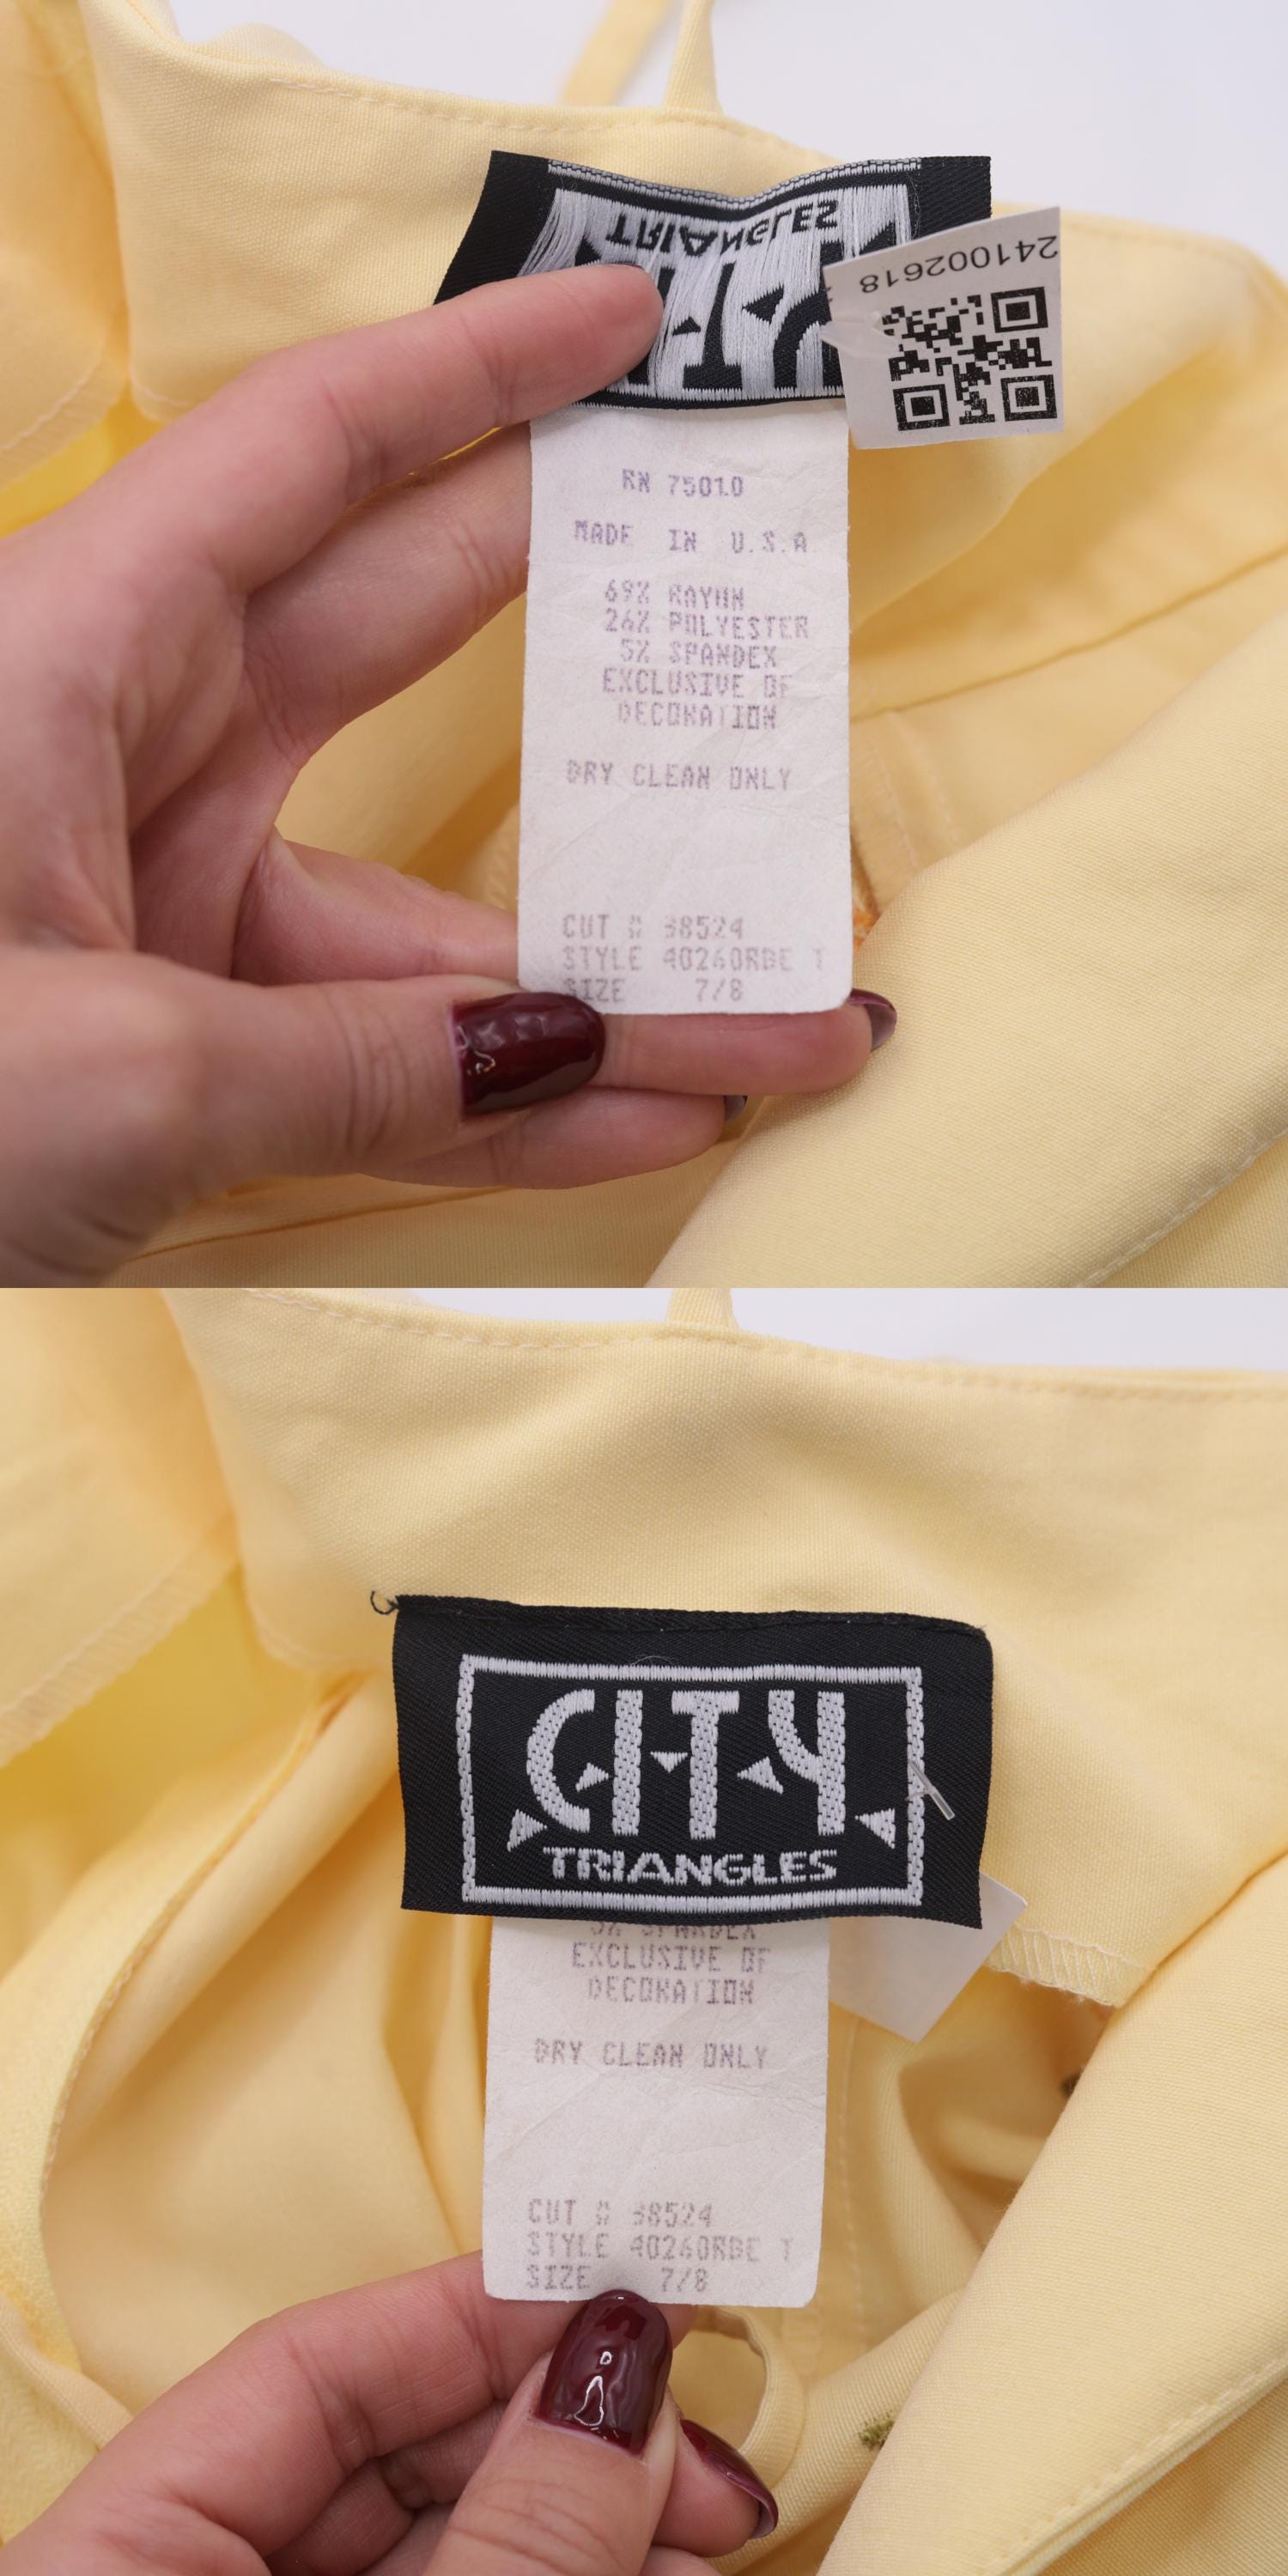 TRIANGLES
241002618
RN 75010
MADE IN U.S.A
69% RAYON
26% POLYESTER
5% SPANDEX
EXCLUSIVE OF
DECORATION
DRY CLEAN ONLY
CUT # 38524
STYLE 40260RBE T
SIZE 7/8
CITY
TRIANGLES
5% SPANDEX
EXCLUSIVE OF
DECORATION
DRY CLEAN ONLY
CUT # 38524
STYLE 40260RBE T
SIZE 7/8